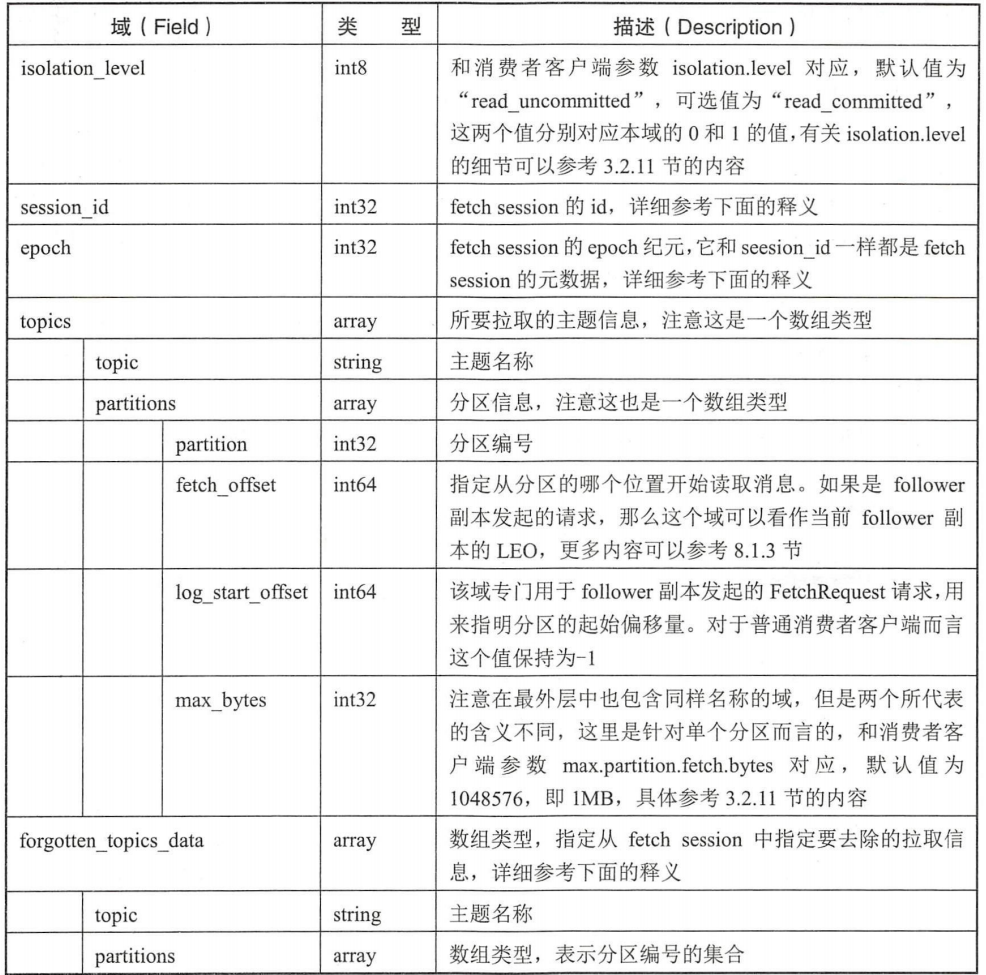 域（Field） 类 型 描述（Description）
isolation_level int8 和消费者客户端参数 isolation.level 对应，默认值为
“read_uncommitted”，可选值为“read_committed”，
这两个值分别对应本域的 0 和 1 的值，有关 isolation.level
的细节可以参考 3.2.11 节的内容
session_id int32 fetch session 的 id，详细参考下面的释义
epoch int32 fetch session 的 epoch 纪元，它和 seesion_id 一样都是 fetch
session 的元数据，详细参考下面的释义
topics array 所要拉取的主题信息，注意这是一个数组类型
topic string 主题名称
partitions array 分区信息，注意这也是一个数组类型
partition int32 分区编号
fetch_offset int64 指定从分区的哪个位置开始读取消息。如果是 follower
副本发起的请求，那么这个域可以看作当前 follower 副
本的 LEO，更多内容可以参考 8.1.3 节
log_start_offset int64 该域专门用于 follower 副本发起的 FetchRequest 请求，用
来指明分区的起始偏移量。对于普通消费者客户端而言
这个值保持为-1
max_bytes int32 注意在最外层中也包含同样名称的域，但是两个所代表
的含义不同，这里是针对单个分区而言的，和消费者客
户端参数 max.partition.fetch.bytes 对应，默认值为
1048576，即 1MB，具体参考 3.2.11 节的内容
forgotten_topics_data array 数组类型，指定从 fetch session 中指定要去除的拉取信
息，详细参考下面的释义
topic string 主题名称
partitions array 数组类型，表示分区编号的集合